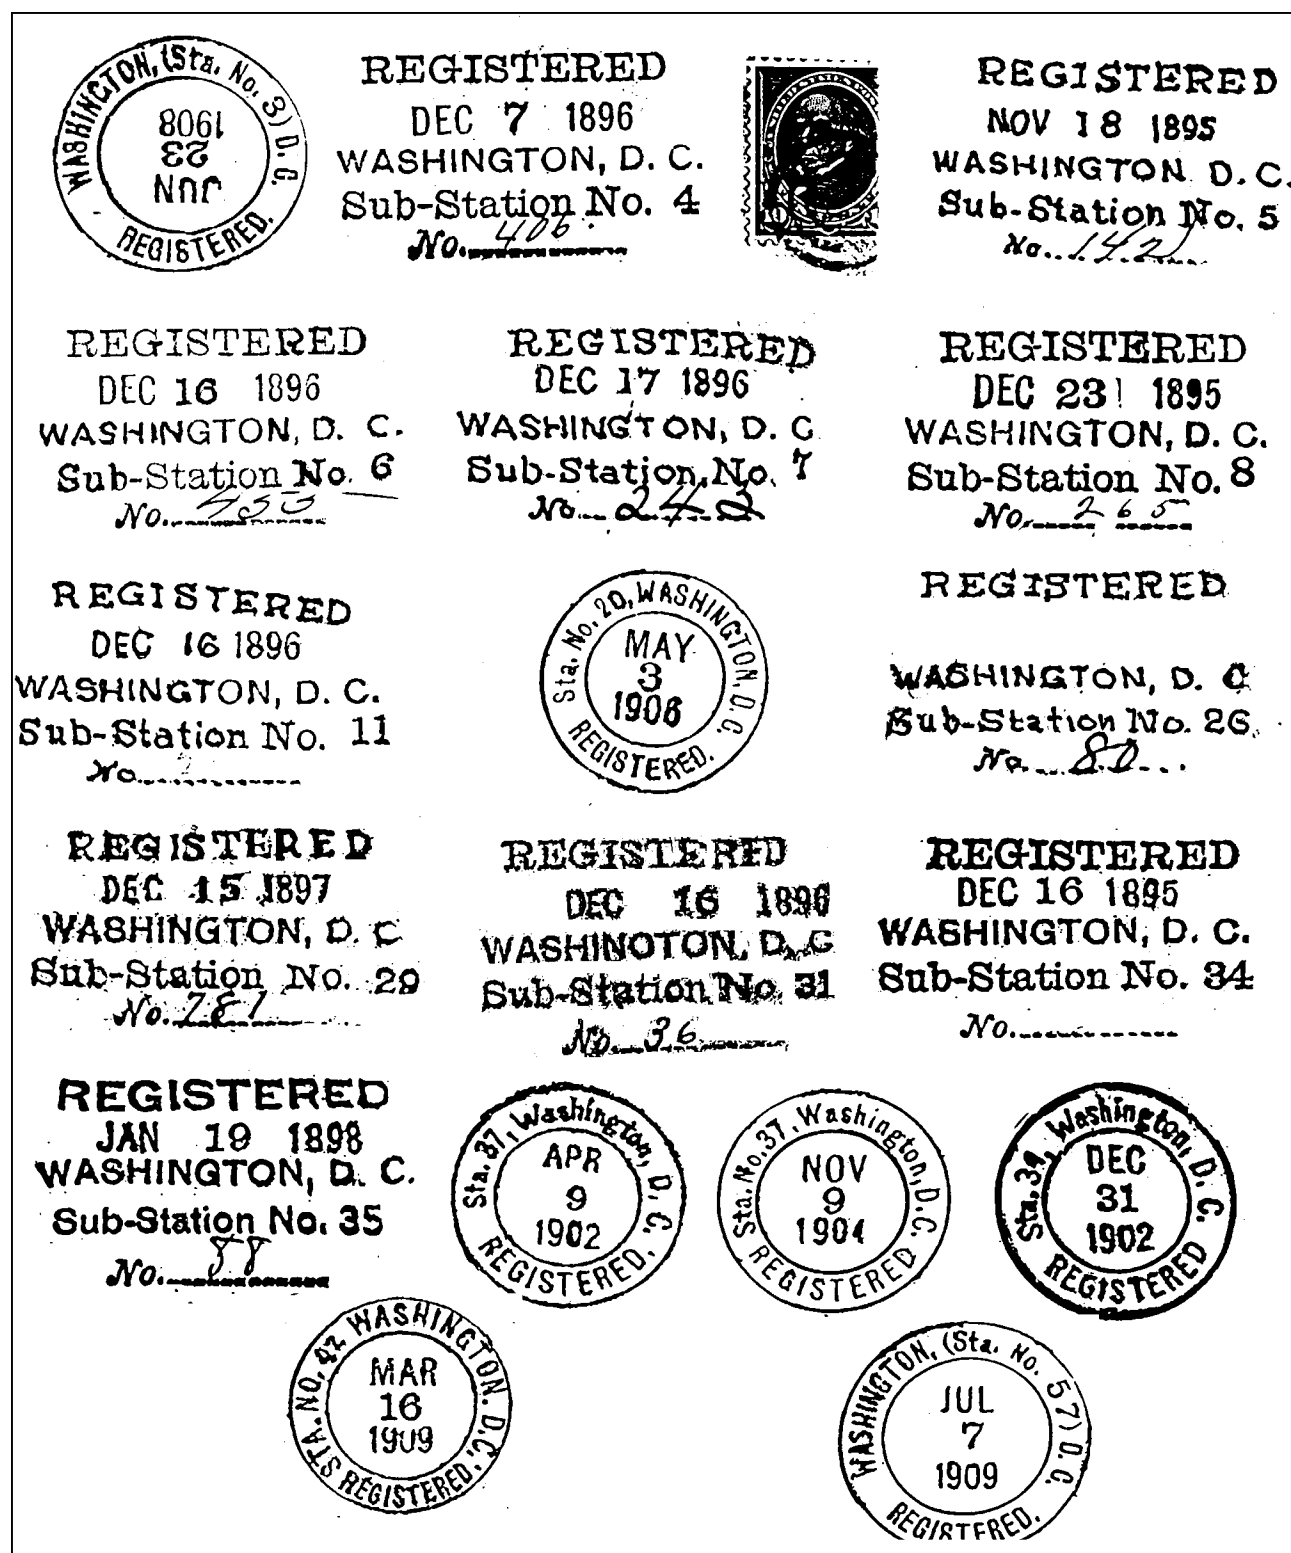 WASHINGTON, (Sta. No. 3) D.C.
JUN
23
1908
REGISTERED.
REGISTERED
DEC 7 1896
WASHINGTON, D. C.
Sub-Station No. 4
No. 406.
REGISTERED
NOV 18 1895
WASHINGTON D. C.
Sub-Station No. 5
No. 142
REGISTERED
DEC 16 1896
WASHINGTON, D. C.
Sub-Station No. 6
No. 453
REGISTERED
DEC 17 1896
WASHINGTON, D. C
Sub-Station, No. 7
No. 242
REGISTERED
DEC 23 1895
WASHINGTON, D. C.
Sub-Station No. 8
No. 265
REGISTERED
DEC 16 1896
WASHINGTON, D. C.
Sub-Station No. 11
No.
Sta. No. 20, WASHINGTON, D.C.
MAY
3
1906
REGISTERED.
REGISTERED
WASHINGTON, D. C
Sub-Station No. 26.
No. 80
REGISTERED
DEC 15 1897
WASHINGTON, D. C
Sub-Station No. 29
No. 781
REGISTERED
DEC 16 1896
WASHINOTON, D. C
Sub-Station No. 31
No. 36
REGISTERED
DEC 16 1895
WASHINGTON, D. C.
Sub-Station No. 34
No.
REGISTERED
JAN 19 1898
WASHINGTON, D. C.
Sub-Station No. 35
No. 88
Sta. 37, Washington, D. C.
APR
9
1902
REGISTERED.
Sta. No. 37, Washington, D.C.
NOV
9
1904
REGISTERED
Sta. 39, Washington, D. C.
DEC
31
1902
REGISTERED
STA. NO. 42 WASHINGTON. D.C.
MAR
16
1909
REGISTERED.
WASHINGTON, (Sta. No. 57) D.C.
JUL
7
1909
REGISTERED.